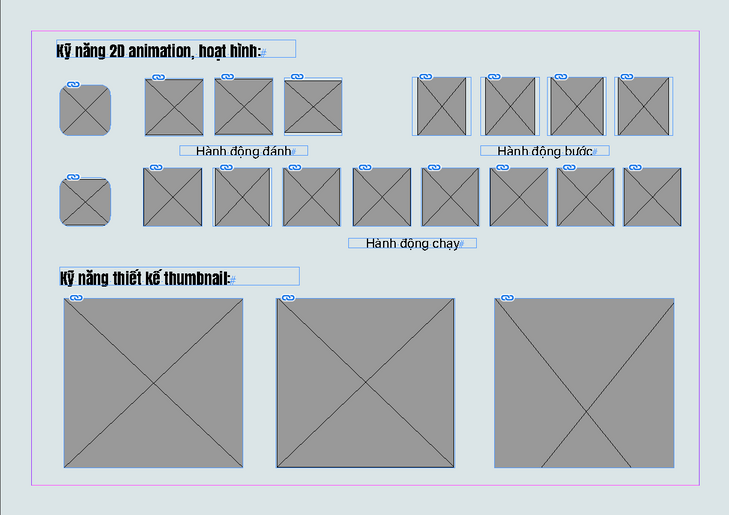 Kỹ năng 2D animation, hoạt hình:#
Hành động đánh#
Hành động bước#
Hành động chạy#
Kỹ năng thiết kế thumbnail:#